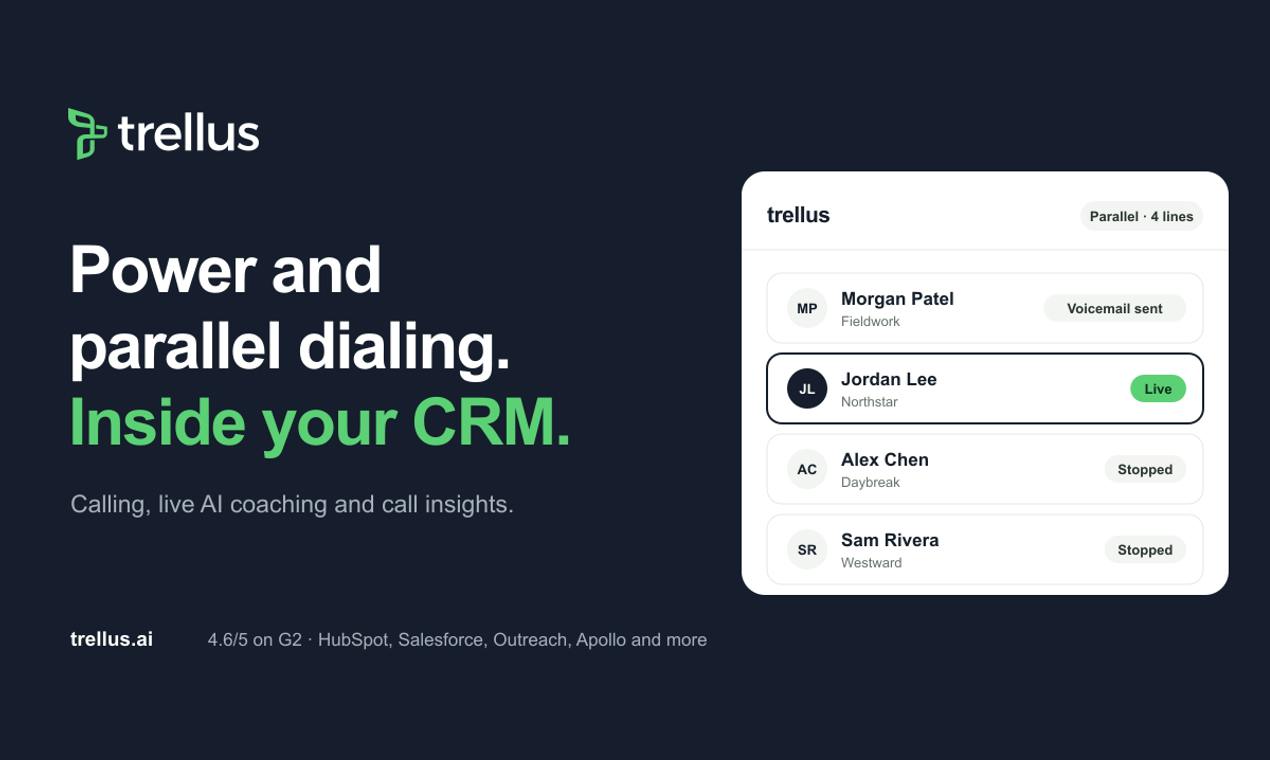 trellus
Power and
parallel dialing.
Inside your CRM.
Calling, live AI coaching and call insights.
trellus.ai
4.6/5 on G2 · HubSpot, Salesforce, Outreach, Apollo and more
trellus
Parallel · 4 lines
MP
Morgan Patel
Fieldwork
Voicemail sent
JL
Jordan Lee
Northstar
Live
AC
Alex Chen
Daybreak
Stopped
SR
Sam Rivera
Westward
Stopped